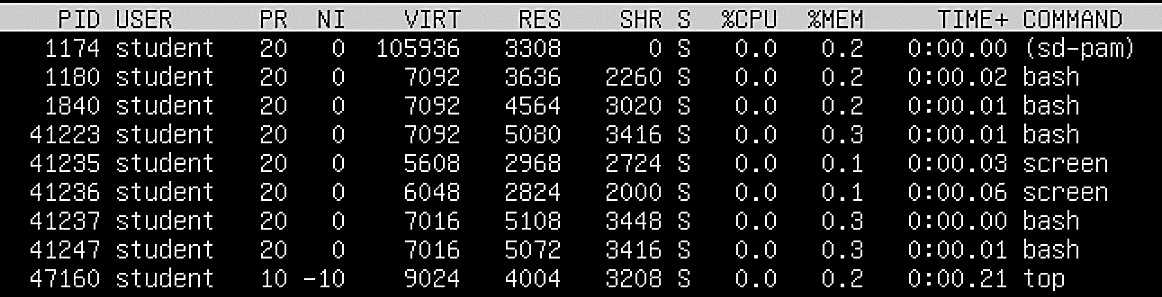 PID USER PR NI VIRT RES SHR S %CPU %MEM TIME+ COMMAND
1174 student 20 0 105936 3308 0 S 0.0 0.2 0:00.00 (sd-pam)
1180 student 20 0 7092 3636 2260 S 0.0 0.2 0:00.02 bash
1840 student 20 0 7092 4564 3020 S 0.0 0.2 0:00.01 bash
41223 student 20 0 7092 5080 3416 S 0.0 0.3 0:00.01 bash
41235 student 20 0 5608 2968 2724 S 0.0 0.1 0:00.03 screen
41236 student 20 0 6048 2824 2000 S 0.0 0.1 0:00.06 screen
41237 student 20 0 7016 5108 3448 S 0.0 0.3 0:00.00 bash
41247 student 20 0 7016 5072 3416 S 0.0 0.3 0:00.01 bash
47160 student 10 -10 9024 4004 3208 S 0.0 0.2 0:00.21 top